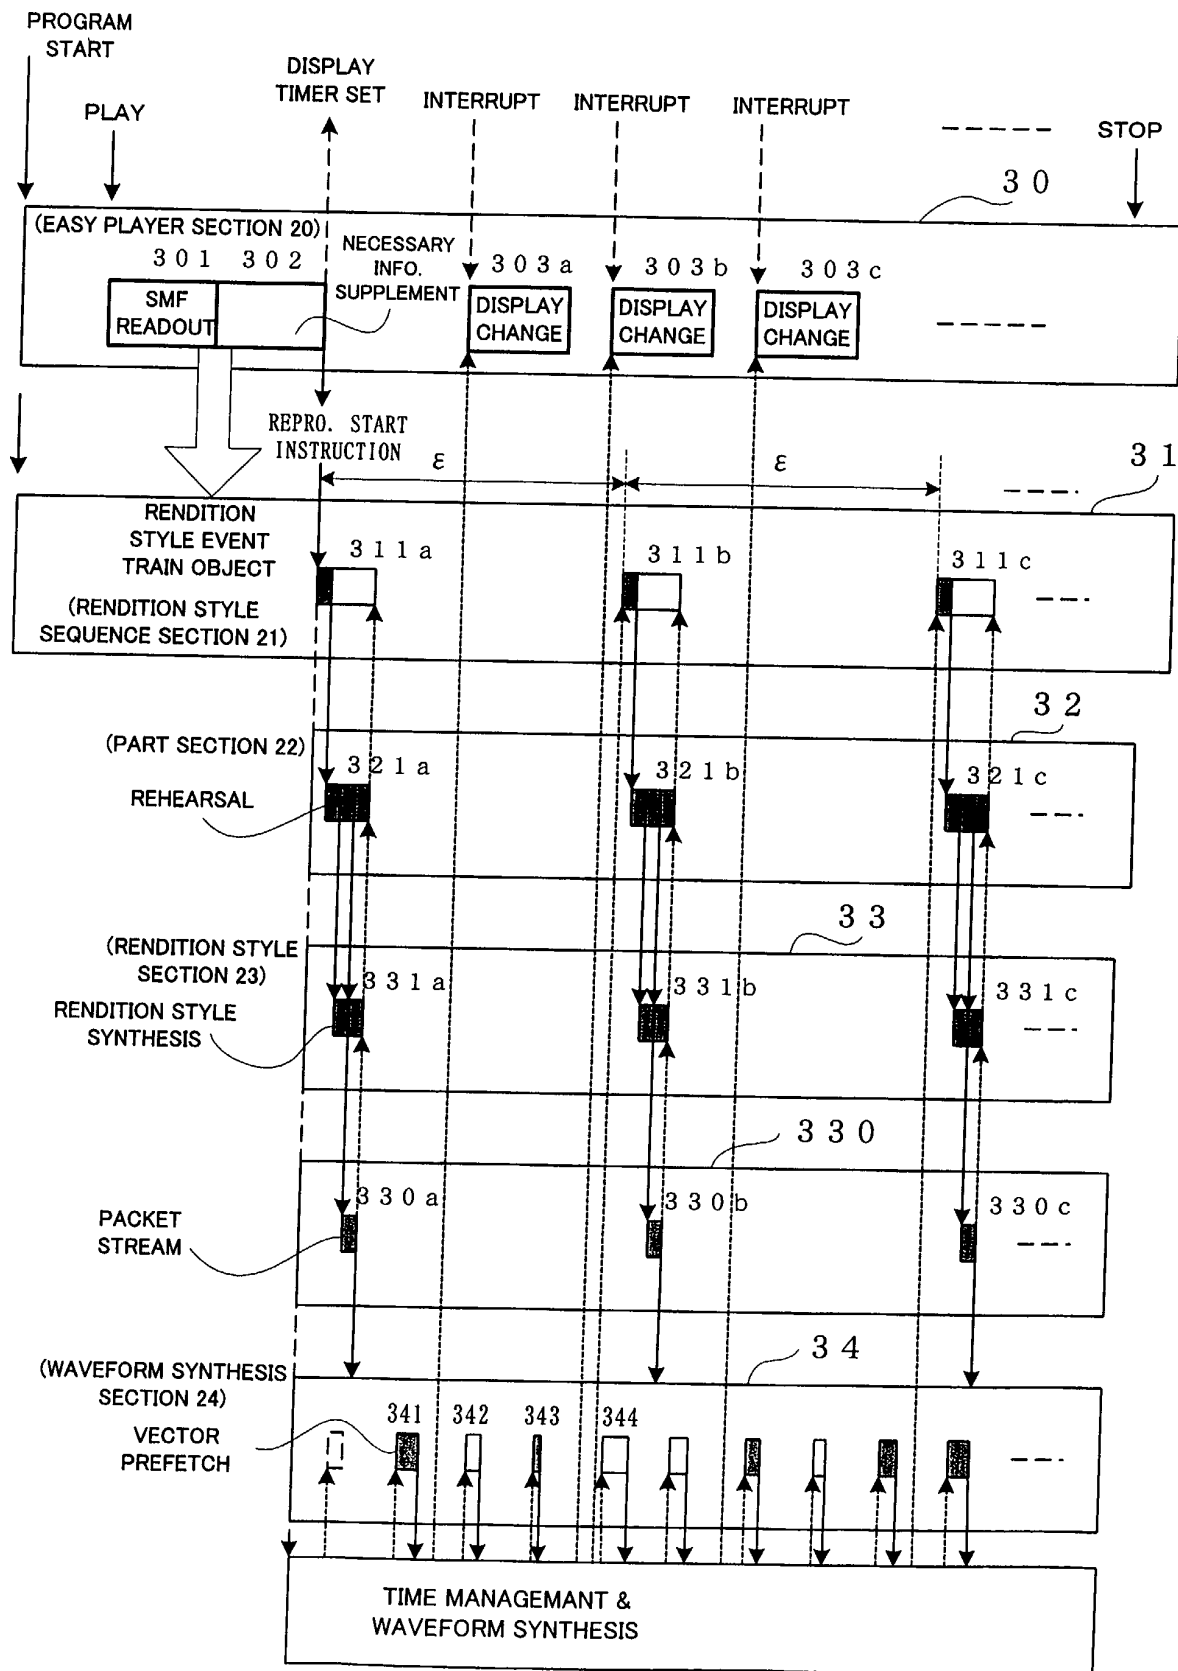 PROGRAM
START
PLAY
DISPLAY
TIMER SET
INTERRUPT
INTERRUPT
INTERRUPT
STOP
30
(EASY PLAYER SECTION 20)
301
302
NECESSARY
INFO.
SUPPLEMENT
303a
303b
303c
SMF
READOUT
DISPLAY
CHANGE
DISPLAY
CHANGE
DISPLAY
CHANGE
REPRO. START
INSTRUCTION
ε
ε
31
RENDITION
STYLE EVENT
TRAIN OBJECT
311a
311b
311c
(RENDITION STYLE
SEQUENCE SECTION 21)
32
(PART SECTION 22)
321a
321b
321c
REHEARSAL
33
(RENDITION STYLE
SECTION 23)
331a
331b
331c
RENDITION STYLE
SYNTHESIS
330
330a
330b
330c
PACKET
STREAM
34
(WAVEFORM SYNTHESIS
SECTION 24)
341
342
343
344
VECTOR
PREFETCH
TIME MANAGEMANT &
WAVEFORM SYNTHESIS